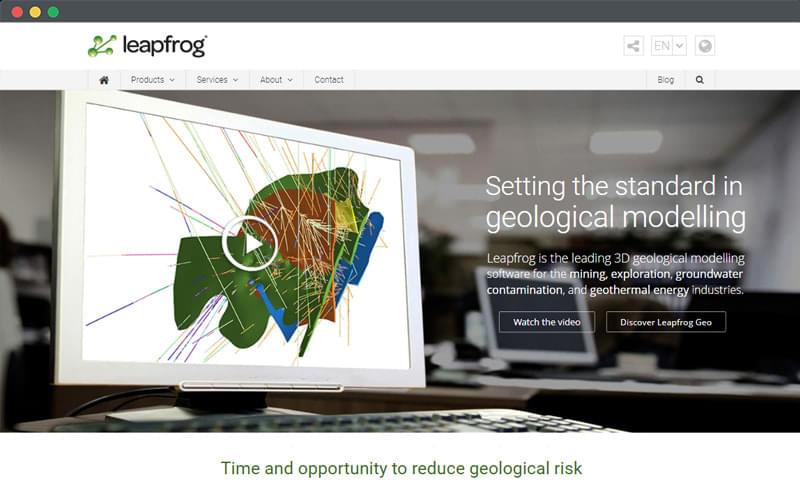 leapfrog
EN
Products
Services
About
Contact
Blog
Setting the standard in
geological modelling
Leapfrog is the leading 3D geological modelling
software for the mining, exploration, groundwater
contamination, and geothermal energy industries.
Watch the video
Discover Leapfrog Geo
Time and opportunity to reduce geological risk